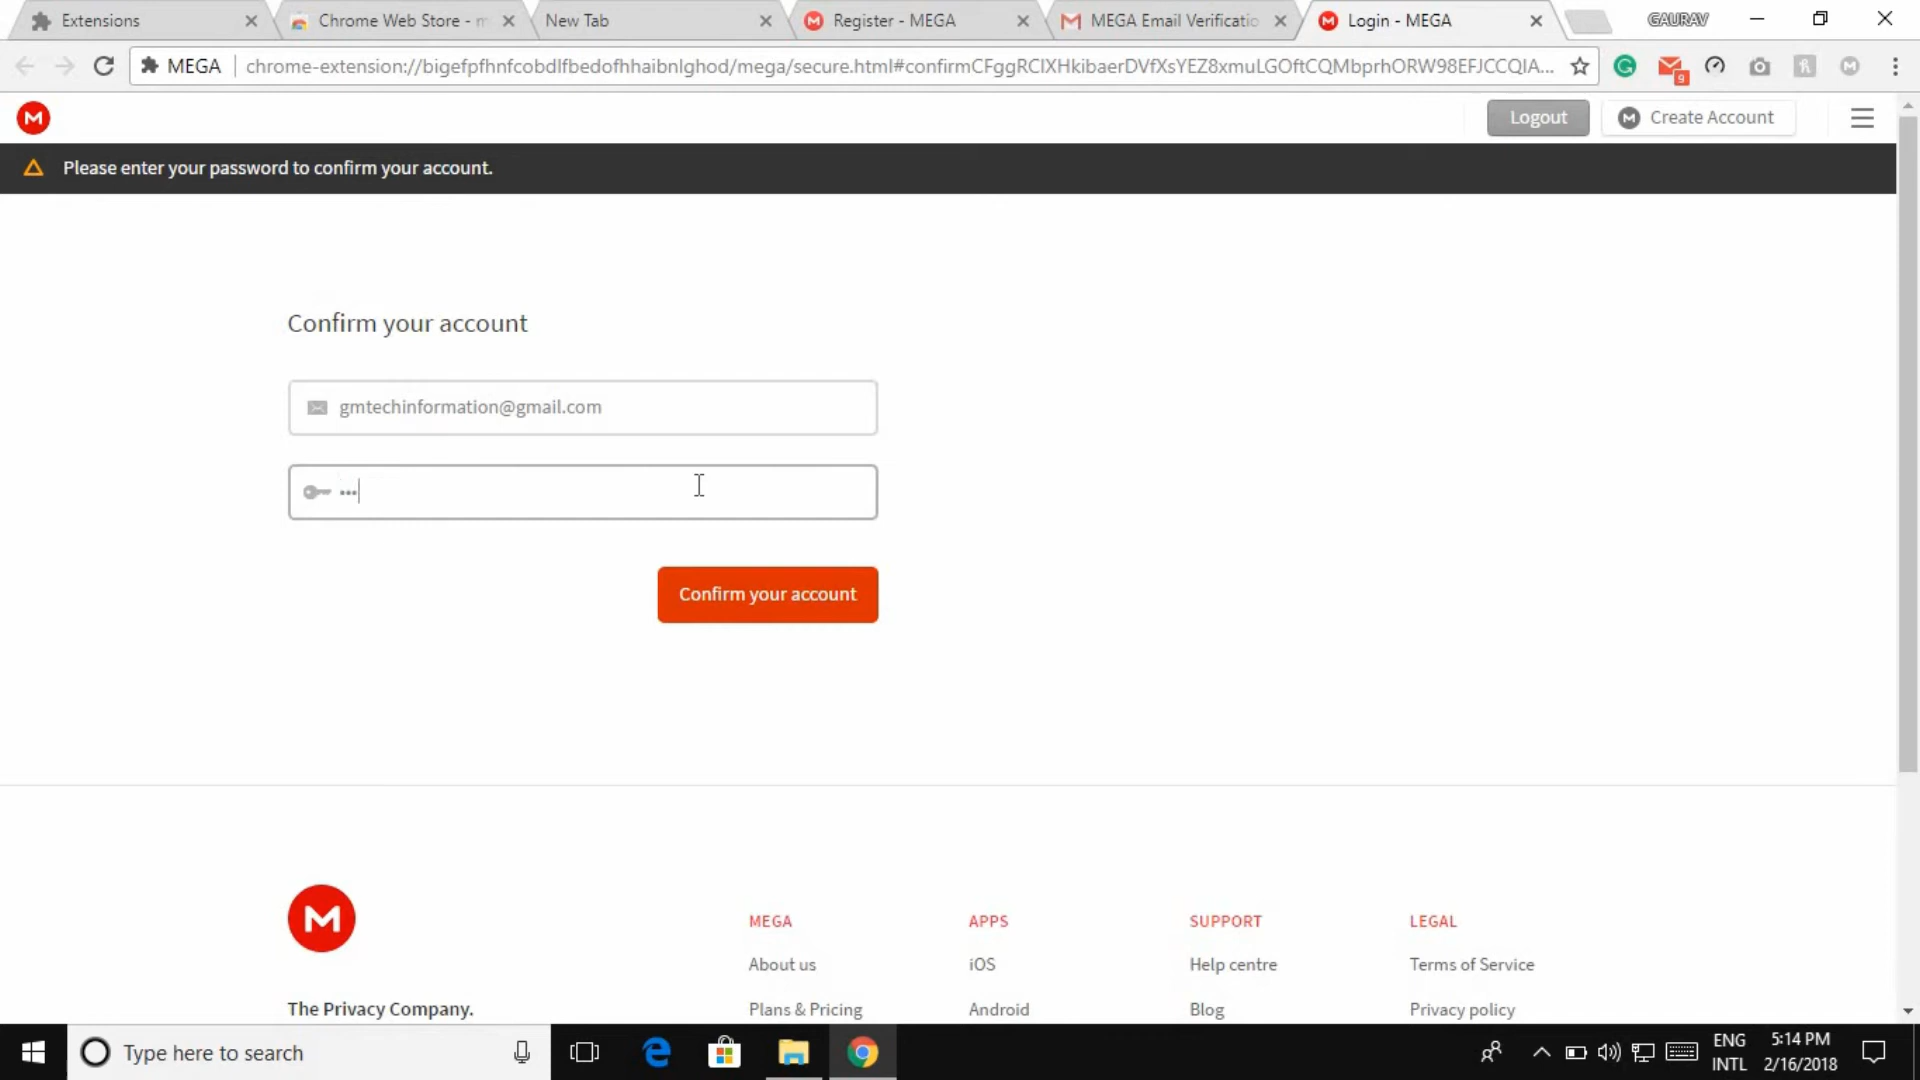 Extensions
Chrome Web Store - m
New Tab
Register - MEGA
MEGA Email Verificatio
Login - MEGA
GAURAV
MEGA
chrome-extension://bigefpfhnfcobdlfbedofhhaibnlghod/mega/secure.html#confirmCFggRClXHkibaerDVfXsYEZ8xmuLGOftCQMbprhORW98EFJCCQIA...
9
Logout
Create Account
Please enter your password to confirm your account.
Confirm your account
gmtechinformation@gmail.com
Confirm your account
MEGA
APPS
SUPPORT
LEGAL
About us
iOS
Help centre
Terms of Service
The Privacy Company.
Plans & Pricing
Android
Blog
Privacy policy
Type here to search
ENG
INTL
5:14 PM
2/16/2018